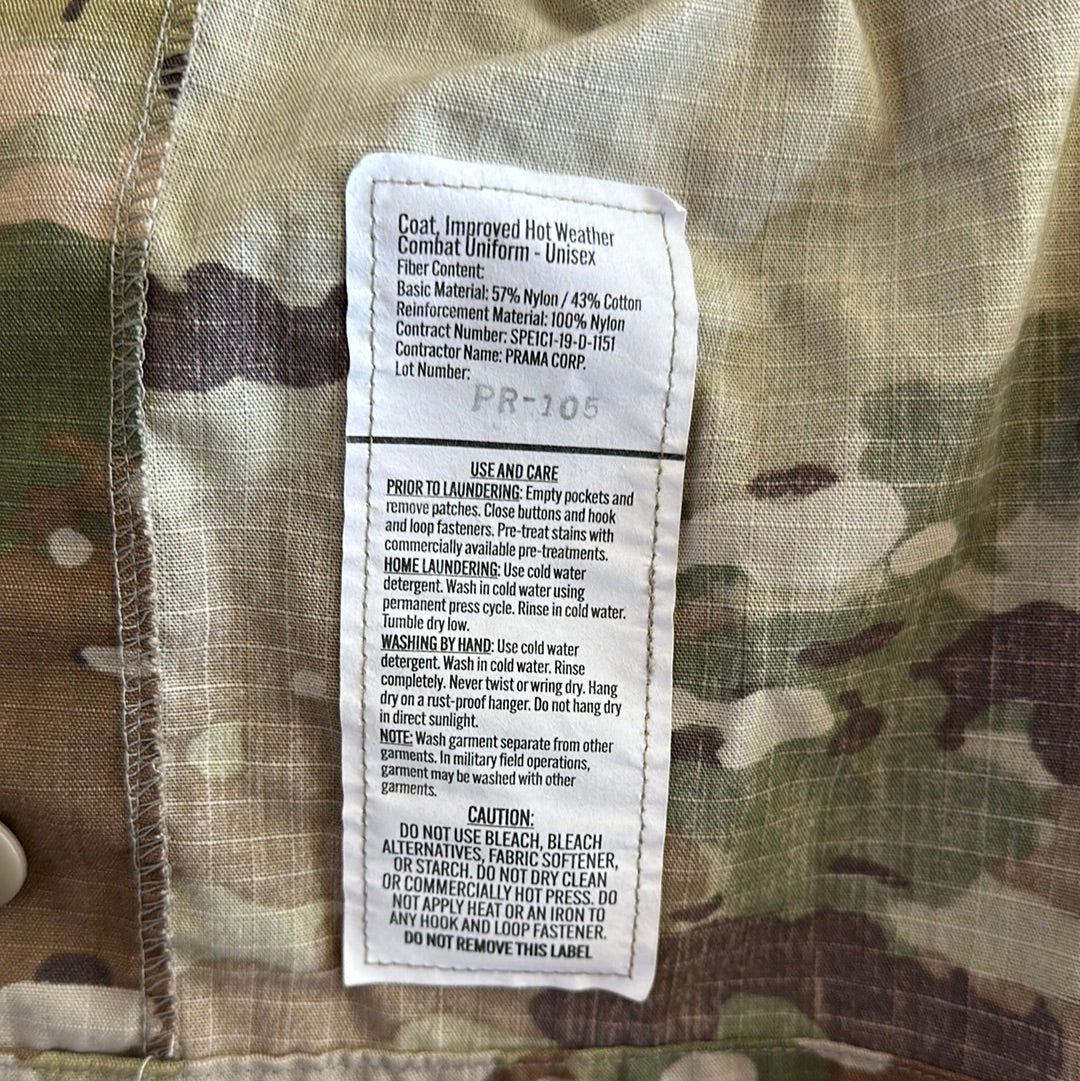 Coat, Improved Hot Weather
Combat Uniform - Unisex
Fiber Content:
Basic Material: 57% Nylon / 43% Cotton
Reinforcement Material: 100% Nylon
Contract Number: SPE1C1-19-D-1151
Contractor Name: PRAMA CORP.
Lot Number:
PR-105
USE AND CARE
PRIOR TO LAUNDERING: Empty pockets and
remove patches. Close buttons and hook
and loop fasteners. Pre-treat stains with
commercially available pre-treatments.
HOME LAUNDERING: Use cold water
detergent. Wash in cold water using
permanent press cycle. Rinse in cold water.
Tumble dry low.
WASHING BY HAND: Use cold water
detergent. Wash in cold water. Rinse
completely. Never twist or wring dry. Hang
dry on a rust-proof hanger. Do not hang dry
in direct sunlight.
NOTE: Wash garment separate from other
garments. In military field operations,
garment may be washed with other
garments.
CAUTION:
DO NOT USE BLEACH, BLEACH
ALTERNATIVES, FABRIC SOFTENER,
OR STARCH. DO NOT DRY CLEAN
OR COMMERCIALLY HOT PRESS. DO
NOT APPLY HEAT OR AN IRON TO
ANY HOOK AND LOOP FASTENER.
DO NOT REMOVE THIS LABEL